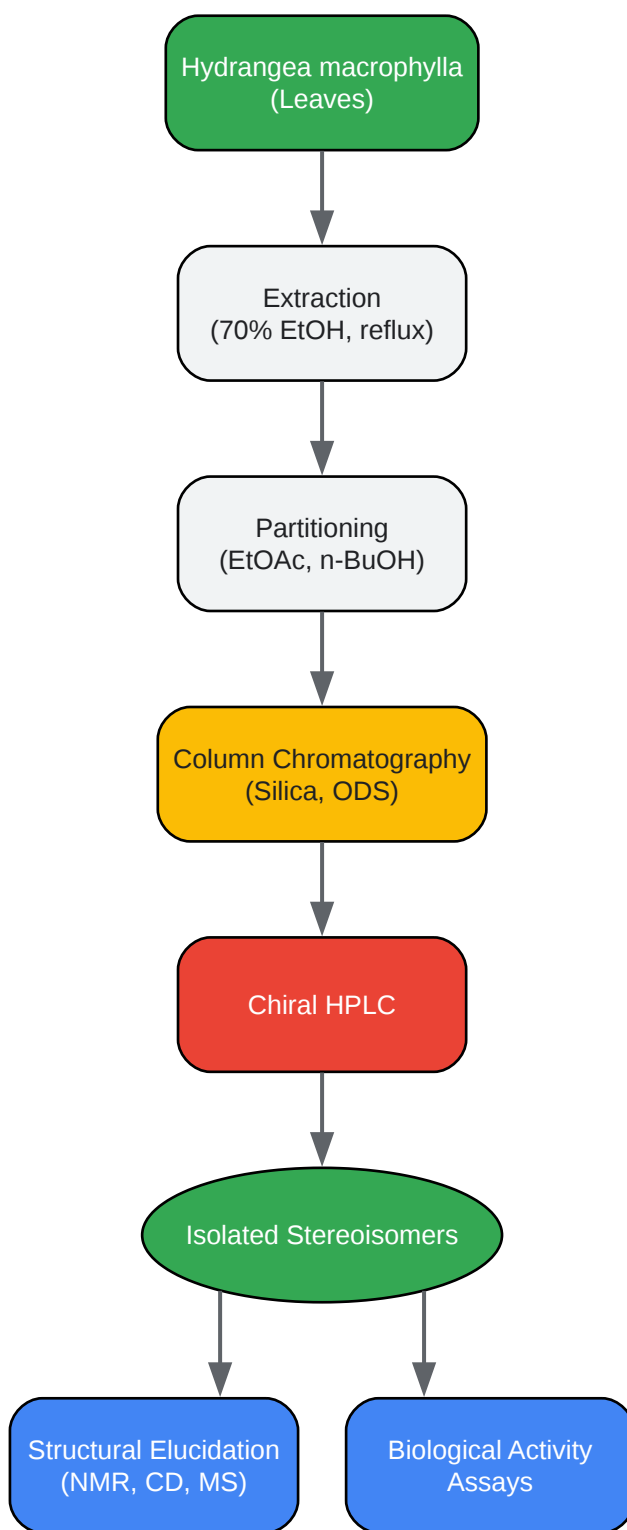 Hydrangea macrophylla
(Leaves)
Extraction
(70% EtOH, reflux)
Partitioning
(EtOAc, n-BuOH)
Column Chromatography
(Silica, ODS)
Chiral HPLC
Isolated Stereoisomers
Structural Elucidation
(NMR, CD, MS)
Biological Activity
Assays